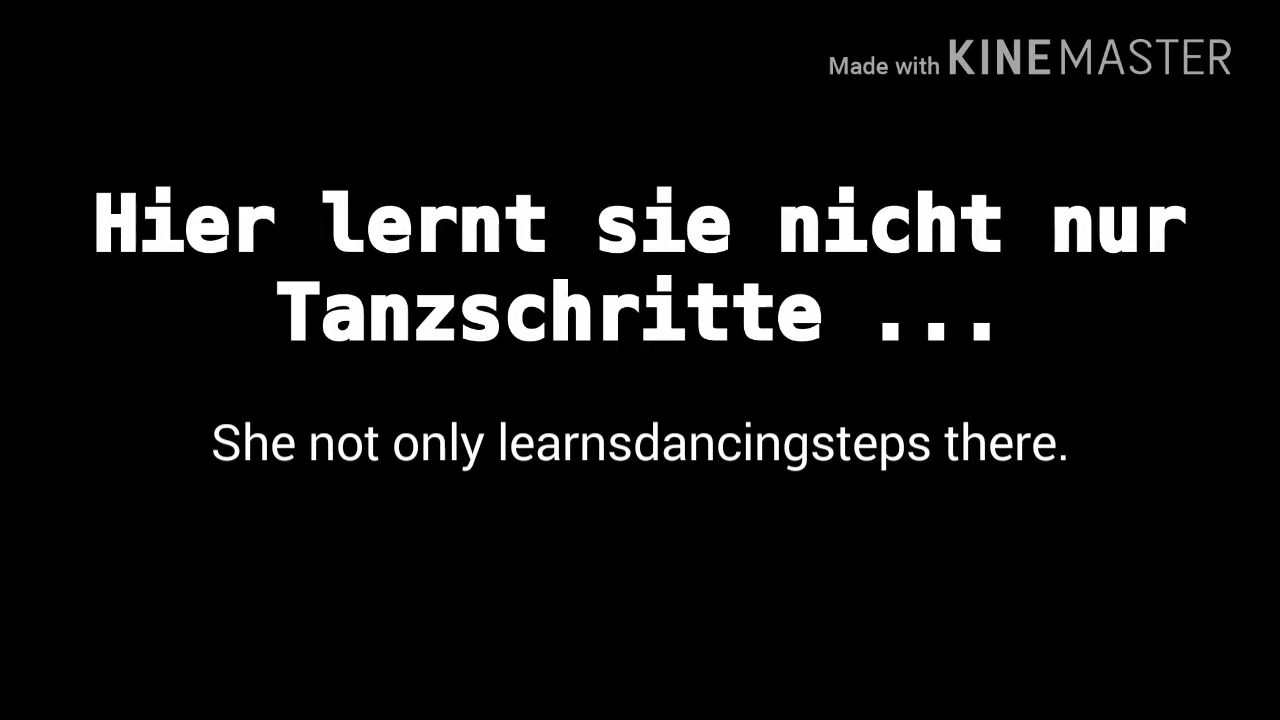 Made with KINEMASTER
Hier lernt sie nicht nur
Tanzschritte ...
She not only learnsdancingsteps there.